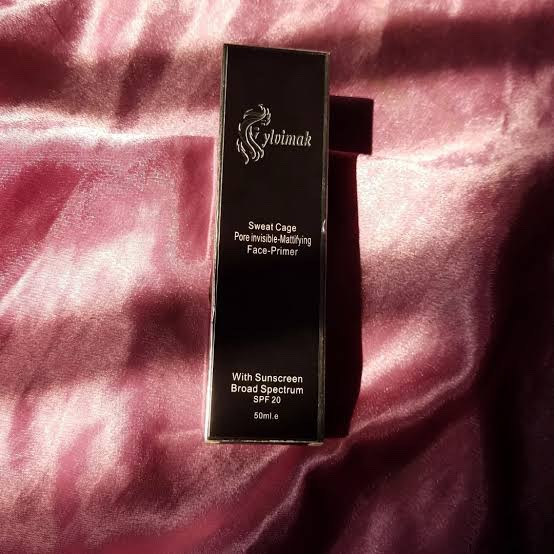 Sylvimak
Sweat Cage
Pore invisible-Mattifying
Face-Primer
With Sunscreen
Broad Spectrum
SPF 20
50ml.e